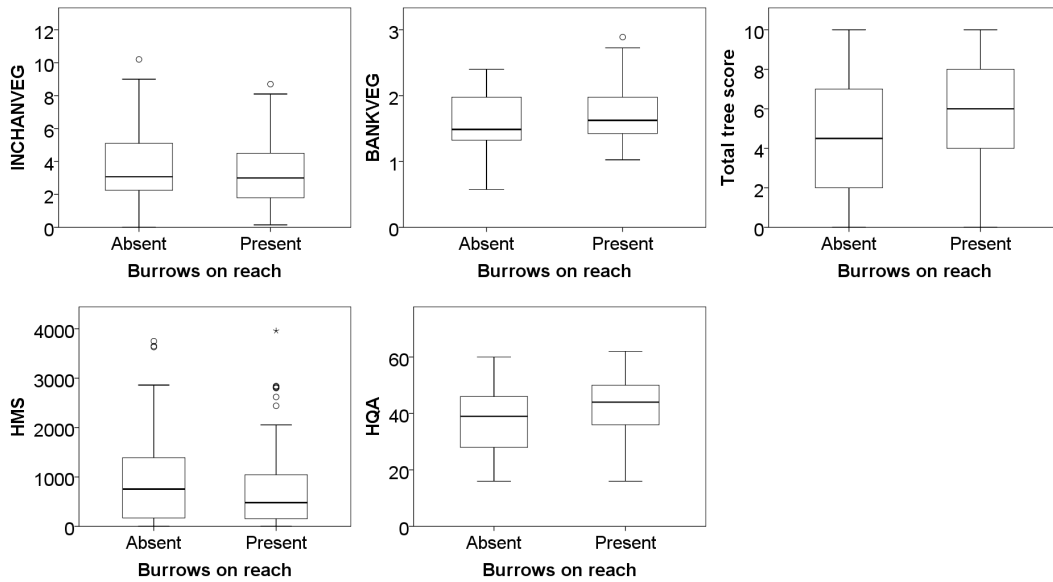 INCHANVEG
12
10
8
6
4
2
0
Absent
Present
Burrows on reach
BANKVEG
3
2
1
0
Absent
Present
Burrows on reach
Total tree score
10
8
6
4
2
0
Absent
Present
Burrows on reach
HMS
4000
3000
2000
1000
0
Absent
Present
Burrows on reach
HQA
60
40
20
0
Absent
Present
Burrows on reach